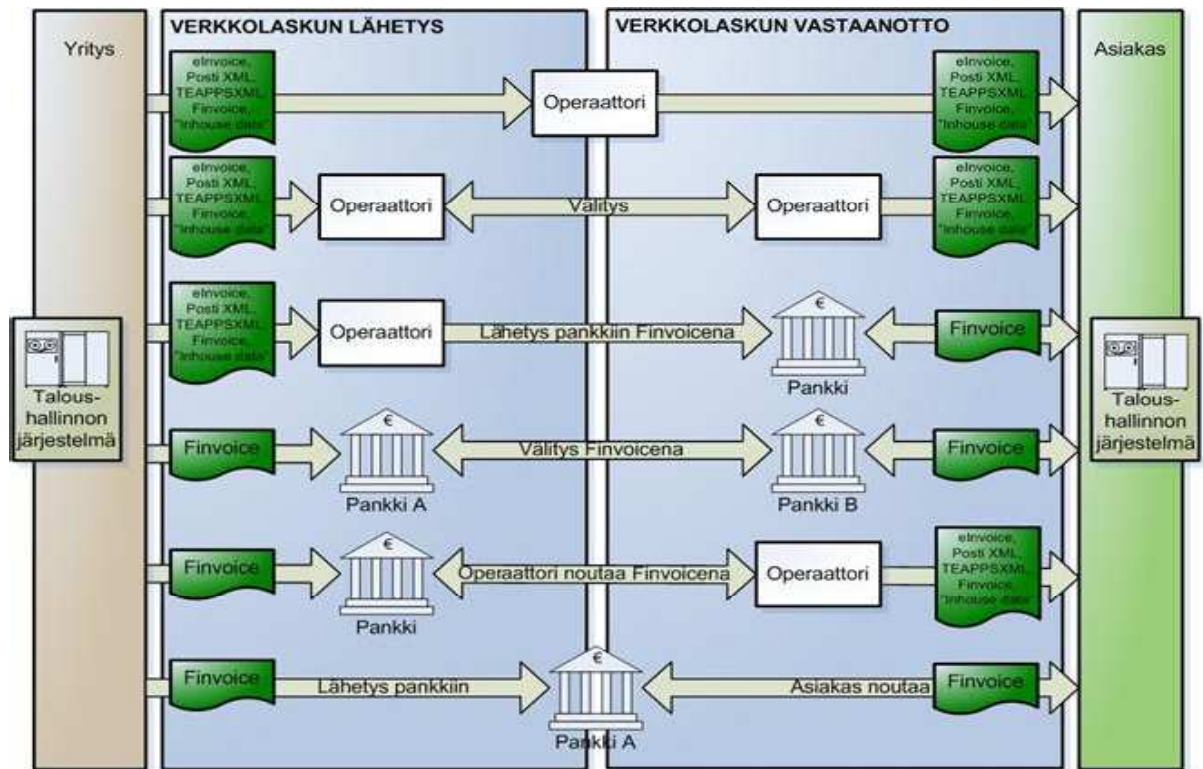 Yritys
VERKKOLASKUN LÄHETYS
VERKKOLASKUN VASTAANOTTO
Asiakas
eInvoice,
Posti XML,
TEAPPSXML,
Finvoice,
"Inhouse data"
Operaattori
eInvoice,
Posti XML,
TEAPPSXML,
Finvoice,
"Inhouse data"
eInvoice,
Posti XML,
TEAPPSXML,
Finvoice,
"Inhouse data"
Operaattori
Välitys
Operaattori
eInvoice,
Posti XML,
TEAPPSXML,
Finvoice,
"Inhouse data"
eInvoice,
Posti XML,
TEAPPSXML,
Finvoice,
"Inhouse data"
Operaattori
Lähetys pankkiin Finvoicena
€
Pankki
Finvoice
Talous-
hallinnon
järjestelmä
Talous-
hallinnon
järjestelmä
Finvoice
€
Pankki A
Välitys Finvoicena
€
Pankki B
Finvoice
Finvoice
€
Pankki
Operaattori noutaa Finvoicena
Operaattori
eInvoice,
Posti XML,
TEAPPSXML,
Finvoice,
"Inhouse data"
Finvoice
Lähetys pankkiin
€
Pankki A
Asiakas noutaa
Finvoice